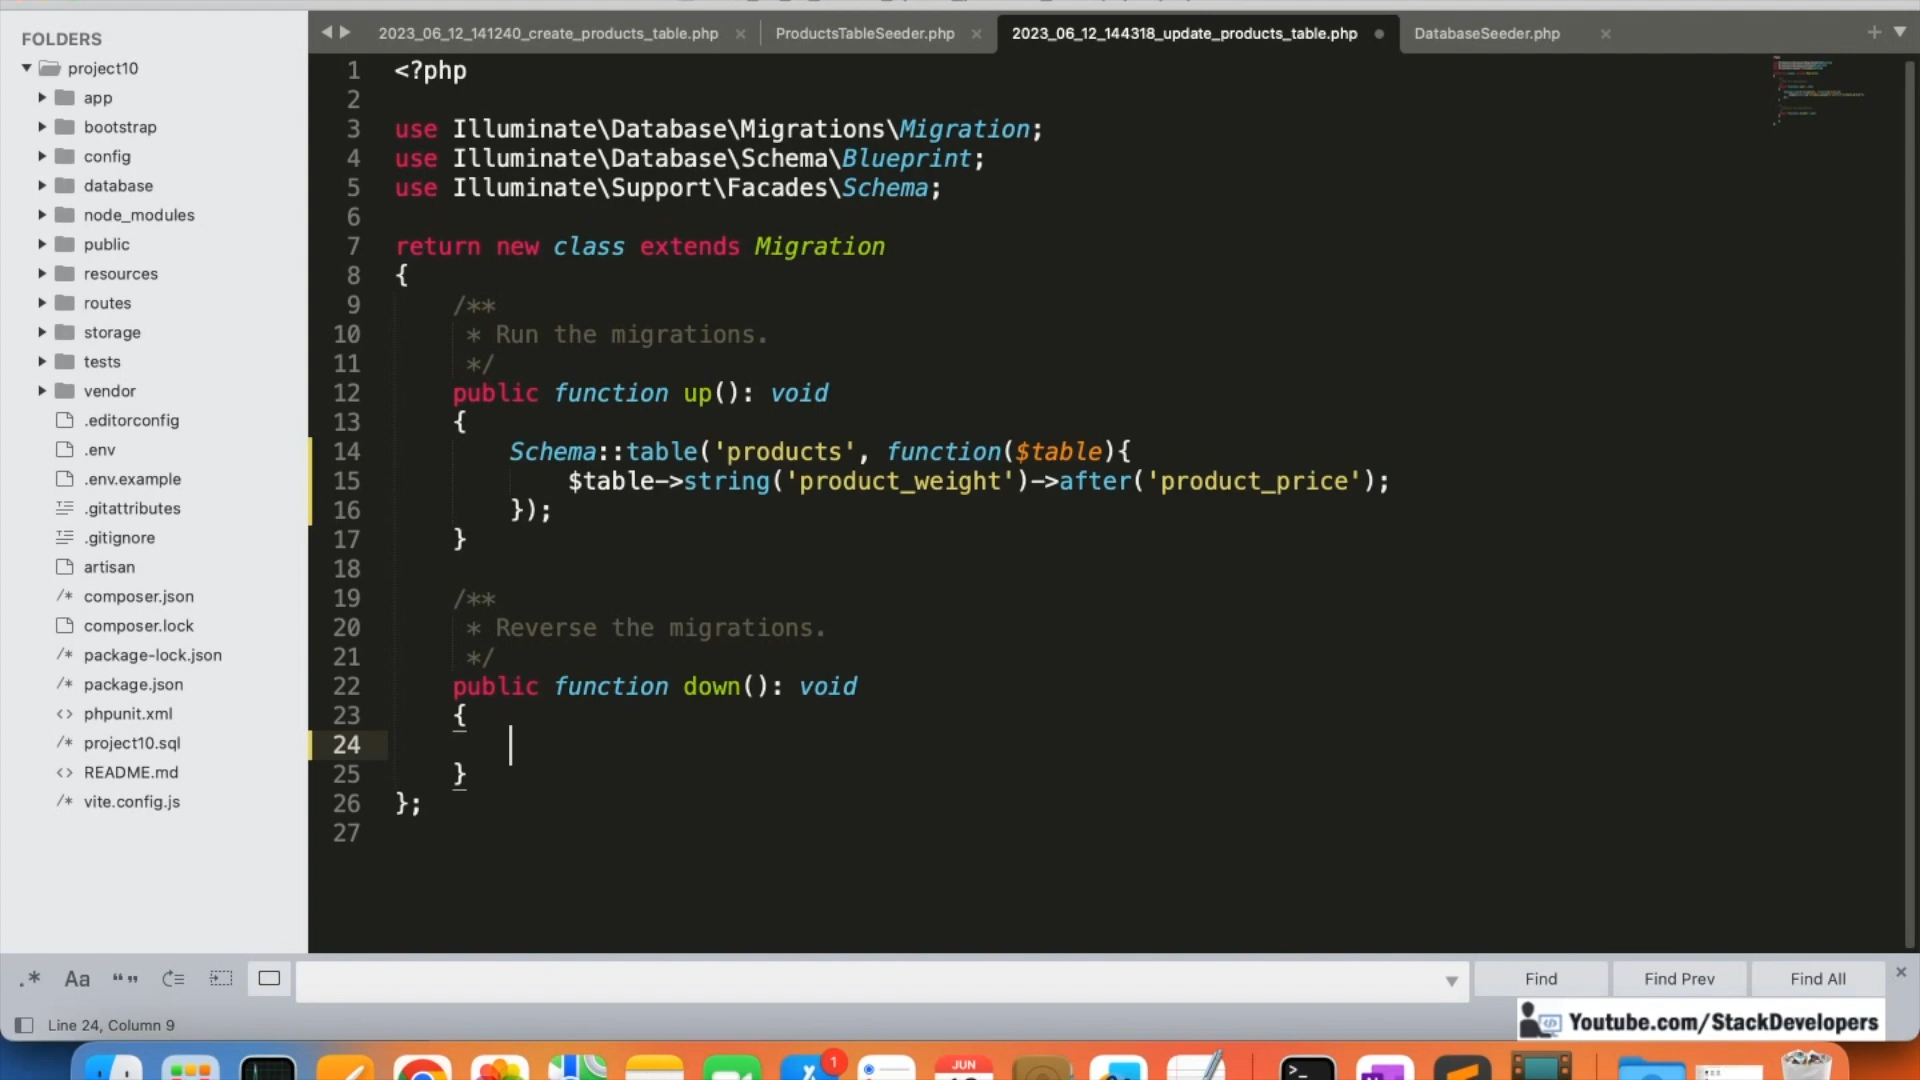 FOLDERS
project10
app
bootstrap
config
database
node_modules
public
resources
routes
storage
tests
vendor
.editorconfig
.env
.env.example
.gitattributes
.gitignore
artisan
/* composer.json
composer.lock
/* package-lock.json
/* package.json
<> phpunit.xml
/* project10.sql
<> README.md
/* vite.config.js
2023_06_12_141240_create_products_table.php × ProductsTableSeeder.php × 2023_06_12_144318_update_products_table.php DatabaseSeeder.php ×
1 <?php
2
3 use Illuminate\Database\Migrations\Migration;
4 use Illuminate\Database\Schema\Blueprint;
5 use Illuminate\Support\Facades\Schema;
6
7 return new class extends Migration
8 {
9 /**
10 * Run the migrations.
11 */
12 public function up(): void
13 {
14 Schema::table('products', function($table){
15 $table->string('product_weight')->after('product_price');
16 });
17 }
18
19 /**
20 * Reverse the migrations.
21 */
22 public function down(): void
23 {
24
25 }
26 };
27
.* Aa “” Find Find Prev Find All ×
Line 24, Column 9
Youtube.com/StackDevelopers
1
JUN